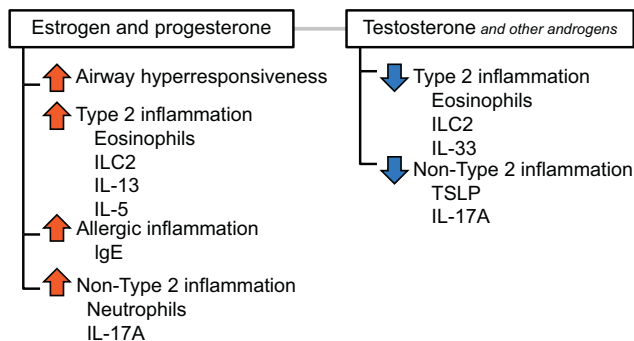 Estrogen and progesterone
Airway hyperresponsiveness
Type 2 inflammation
Eosinophils
ILC2
IL-13
IL-5
Allergic inflammation
IgE
Non-Type 2 inflammation
Neutrophils
IL-17A
Testosterone and other androgens
Type 2 inflammation
Eosinophils
ILC2
IL-33
Non-Type 2 inflammation
TSLP
IL-17A